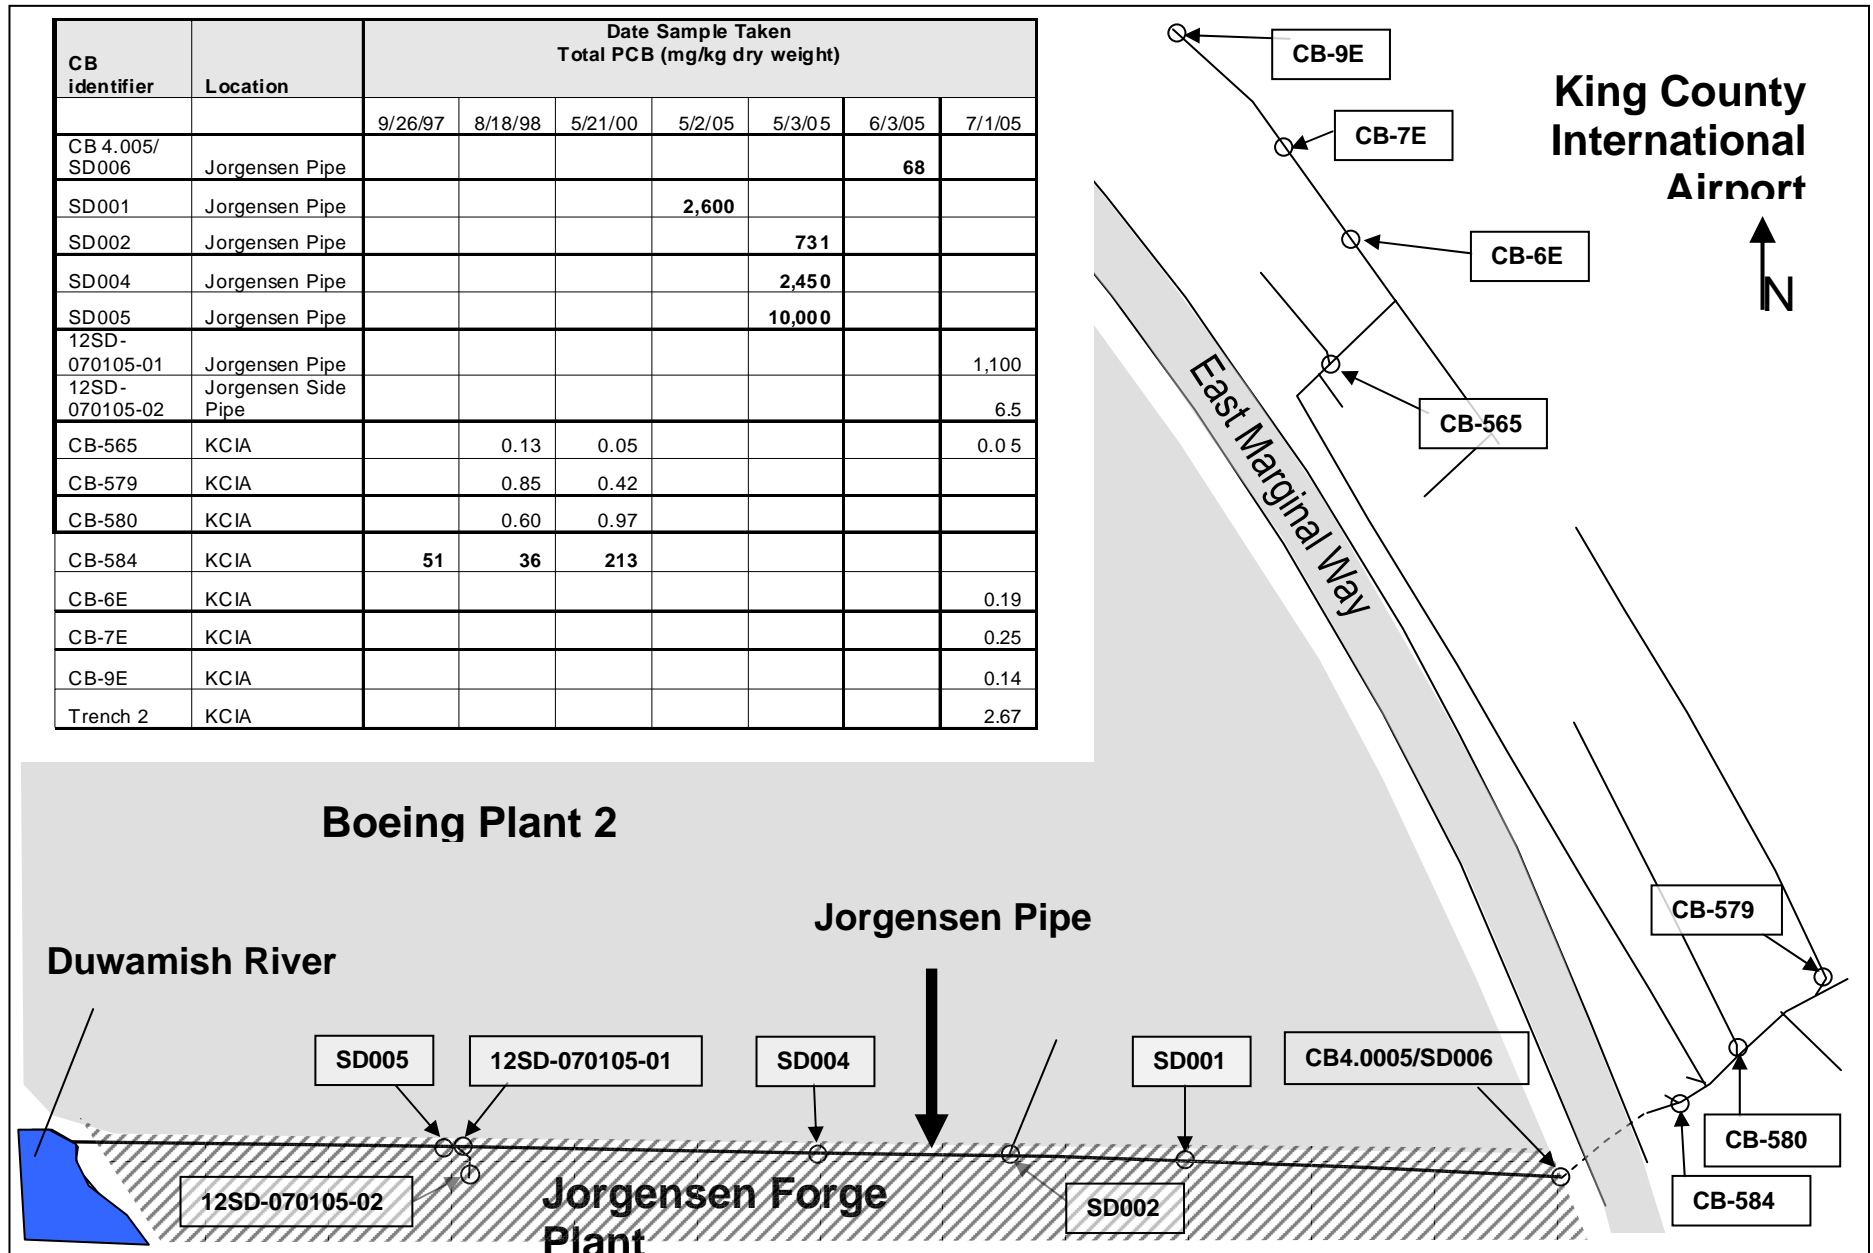 CB identifier Location Date Sample Taken
Total PCB (mg/kg dry weight)
9/26/97 8/18/98 5/21/00 5/2/05 5/3/05 6/3/05 7/1/05
CB 4.005/
SD006 Jorgensen Pipe 68
SD001 Jorgensen Pipe 2,600
SD002 Jorgensen Pipe 731
SD004 Jorgensen Pipe 2,450
SD005 Jorgensen Pipe 10,000
12SD-
070105-01 Jorgensen Pipe 1,100
12SD-
070105-02 Jorgensen Side Pipe 6.5
CB-565 KCIA 0.13 0.05 0.0 5
CB-579 KCIA 0.85 0.42
CB-580 KCIA 0.60 0.97
CB-584 KCIA 51 36 213
CB-6E KCIA 0.19
CB-7E KCIA 0.25
CB-9E KCIA 0.14
Trench 2 KCIA 2.67
CB-9E
King County
International
Airport
CB-7E
CB-6E
N
CB-565
East Marginal Way
Boeing Plant 2
CB-579
Jorgensen Pipe
Duwamish River
SD005
12SD-070105-01
SD004
SD001
CB4.0005/SD006
CB-580
12SD-070105-02
Jorgensen Forge
Plant
SD002
CB-584